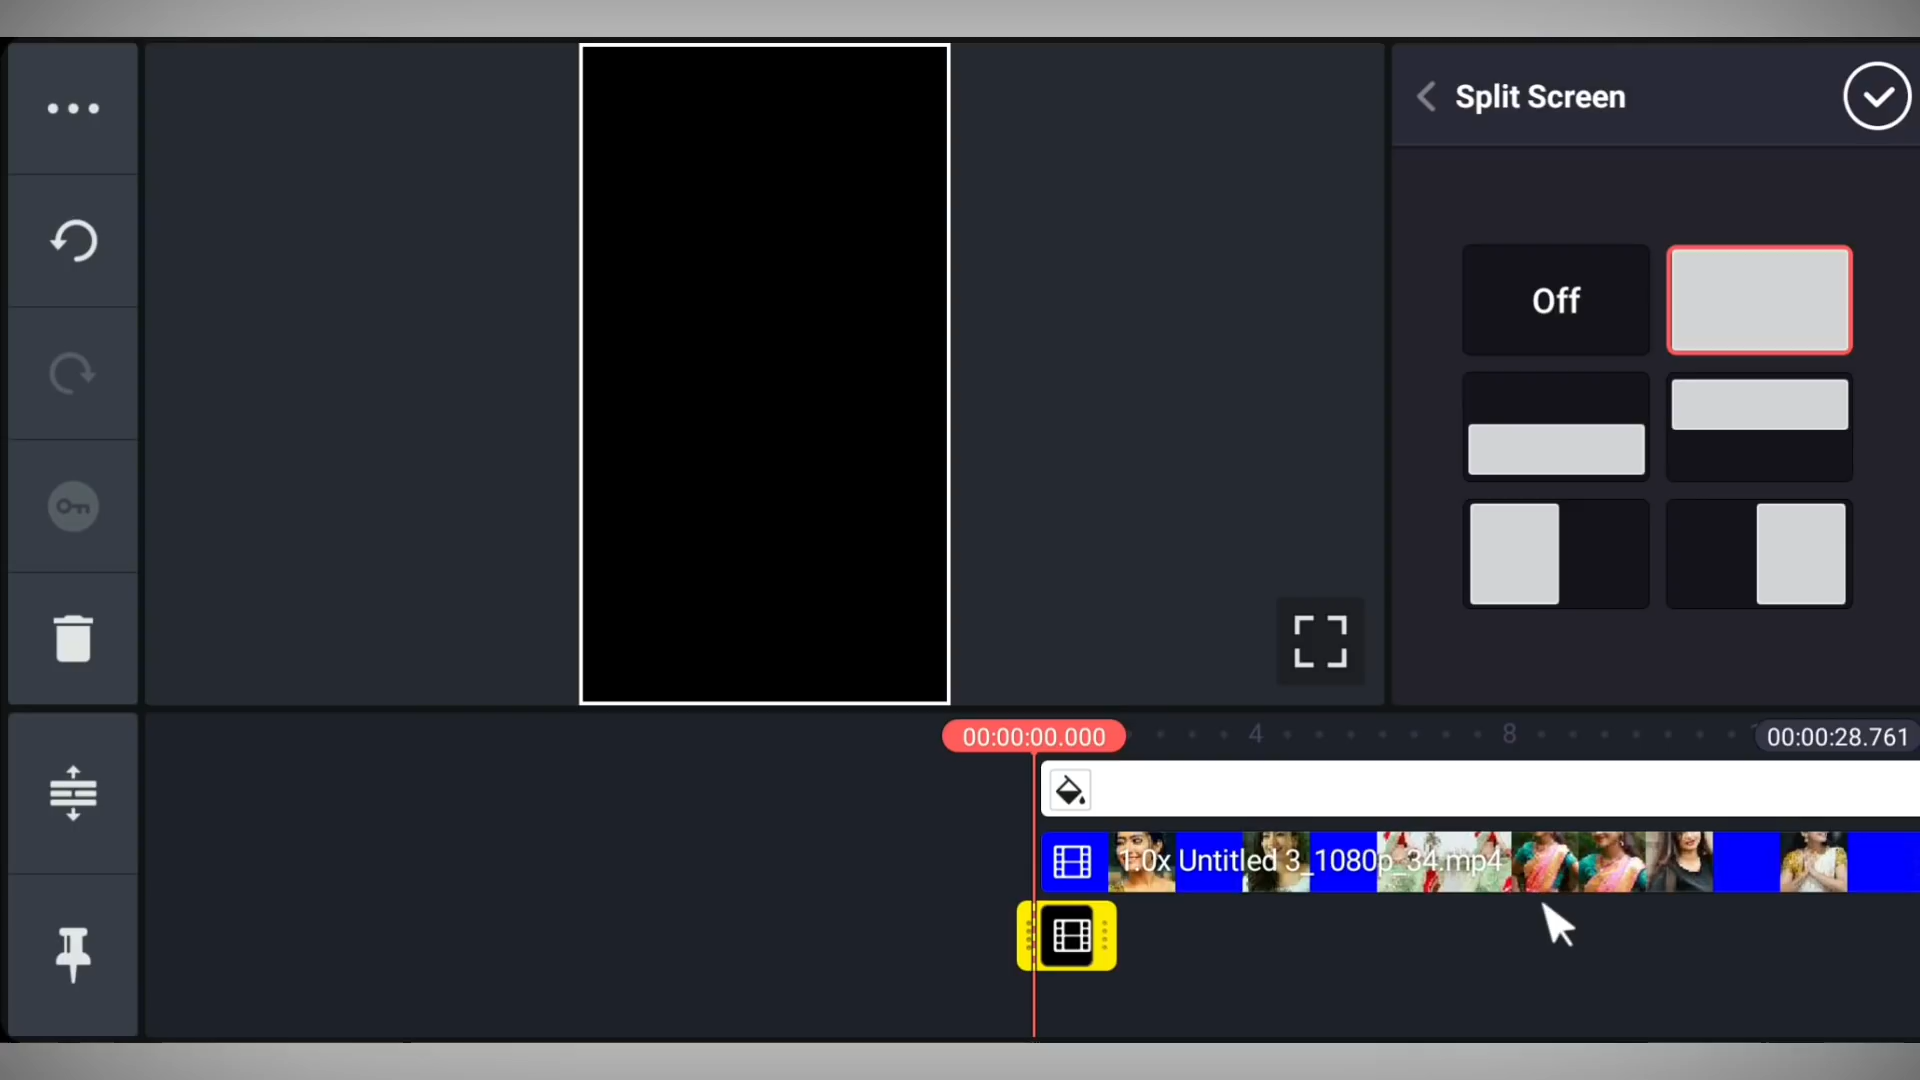 Split Screen
Off
00:00:00.000
4
8
00:00:28.761
1.0x Untitled 3_1080p_34.mp4